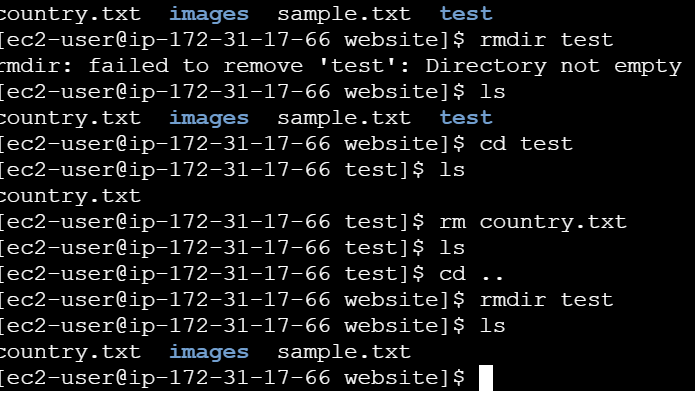 country.txt  images  sample.txt  test
[ec2-user@ip-172-31-17-66 website]$ rmdir test
rmdir: failed to remove 'test': Directory not empty
[ec2-user@ip-172-31-17-66 website]$ ls
country.txt  images  sample.txt  test
[ec2-user@ip-172-31-17-66 website]$ cd test
[ec2-user@ip-172-31-17-66 test]$ ls
country.txt
[ec2-user@ip-172-31-17-66 test]$ rm country.txt
[ec2-user@ip-172-31-17-66 test]$ ls
[ec2-user@ip-172-31-17-66 test]$ cd ..
[ec2-user@ip-172-31-17-66 website]$ rmdir test
[ec2-user@ip-172-31-17-66 website]$ ls
country.txt  images  sample.txt
[ec2-user@ip-172-31-17-66 website]$